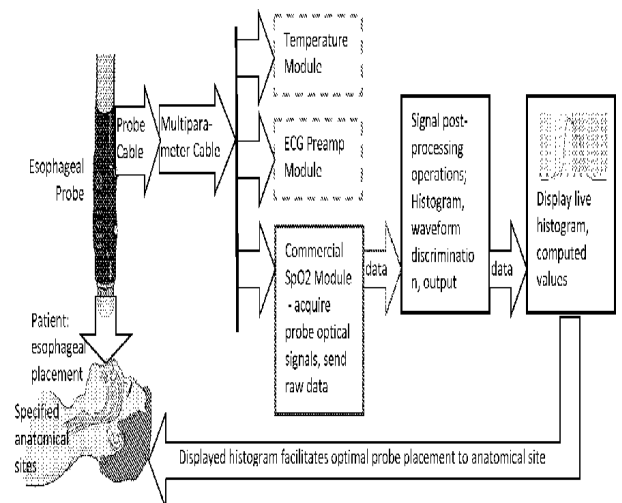 Temperature
Module
Probe
Cable
Multipara-
meter Cable
Esophageal
Probe
ECG Preamp
Module
Commercial
SpO2 Module
- acquire
probe optical
signals, send
raw data
data
Signal post-
processing
operations;
Histogram,
waveform
discriminatio
n, output
data
Display live
histogram,
computed
values
Patient:
esophageal
placement
Specified
anatomical
sites
Displayed histogram facilitates optimal probe placement to anatomical site